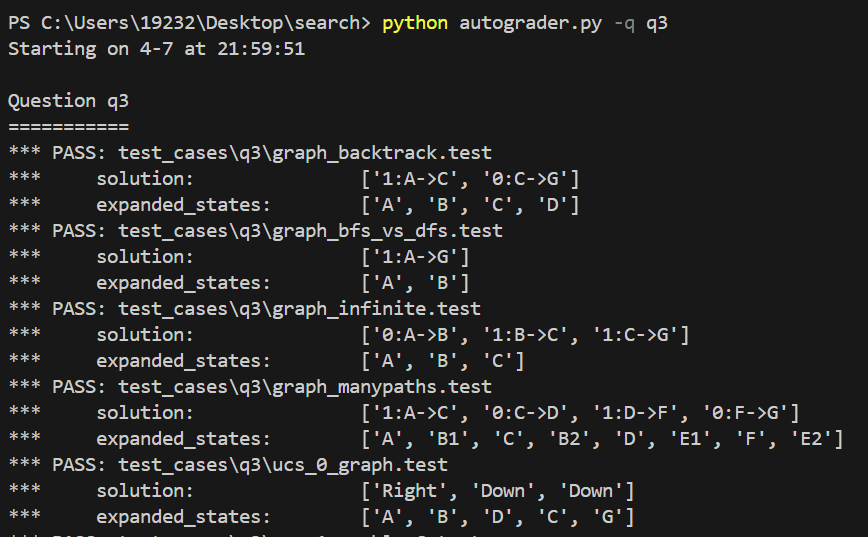 PS C:\Users\19232\Desktop\search> python autograder.py -q q3
Starting on 4-7 at 21:59:51
Question q3
===========
*** PASS: test_cases\q3\graph_backtrack.test
***     solution:               ['1:A->C', '0:C->G']
***     expanded_states:        ['A', 'B', 'C', 'D']
*** PASS: test_cases\q3\graph_bfs_vs_dfs.test
***     solution:               ['1:A->G']
***     expanded_states:        ['A', 'B']
*** PASS: test_cases\q3\graph_infinite.test
***     solution:               ['0:A->B', '1:B->C', '1:C->G']
***     expanded_states:        ['A', 'B', 'C']
*** PASS: test_cases\q3\graph_manypaths.test
***     solution:               ['1:A->C', '0:C->D', '1:D->F', '0:F->G']
***     expanded_states:        ['A', 'B1', 'C', 'B2', 'D', 'E1', 'F', 'E2']
*** PASS: test_cases\q3\ucs_0_graph.test
***     solution:               ['Right', 'Down', 'Down']
***     expanded_states:        ['A', 'B', 'D', 'C', 'G']